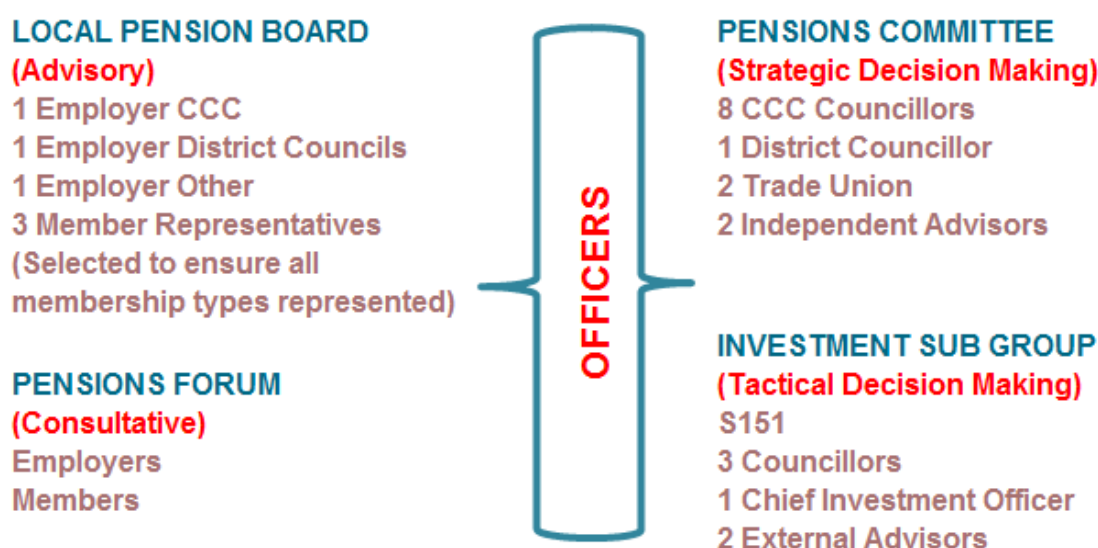 LOCAL PENSION BOARD
(Advisory)
1 Employer CCC
1 Employer District Councils
1 Employer Other
3 Member Representatives
(Selected to ensure all
membership types represented)
PENSIONS FORUM
(Consultative)
Employers
Members
OFFICERS
PENSIONS COMMITTEE
(Strategic Decision Making)
8 CCC Councillors
1 District Councillor
2 Trade Union
2 Independent Advisors
INVESTMENT SUB GROUP
(Tactical Decision Making)
S151
3 Councillors
1 Chief Investment Officer
2 External Advisors